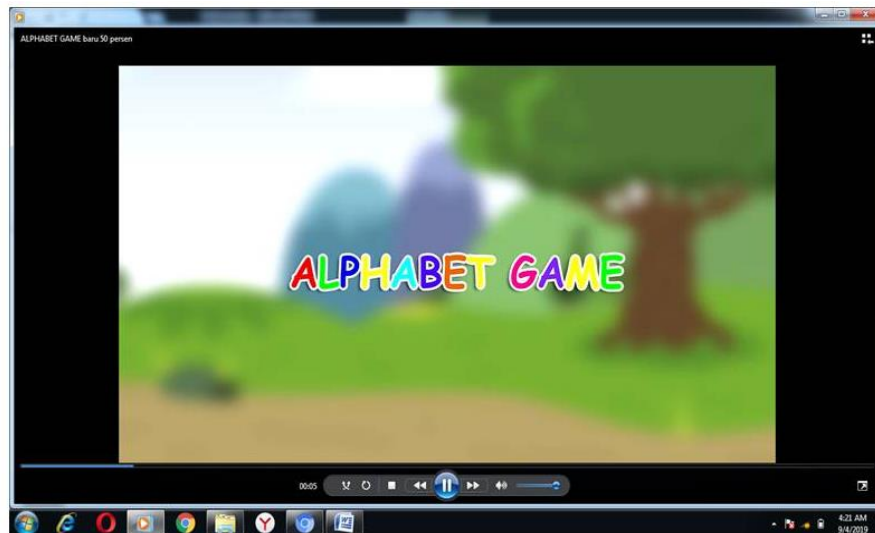 ALPHABET GAME baru 50 persen
ALPHABET GAME
00:05
4:21 AM
9/4/2019